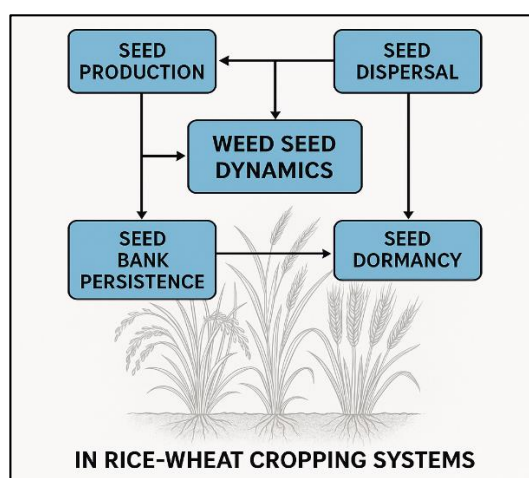 SEED
PRODUCTION
SEED
DISPERSAL
WEED SEED
DYNAMICS
SEED
BANK
PERSISTENCE
SEED
DORMANCY
IN RICE-WHEAT CROPPING SYSTEMS